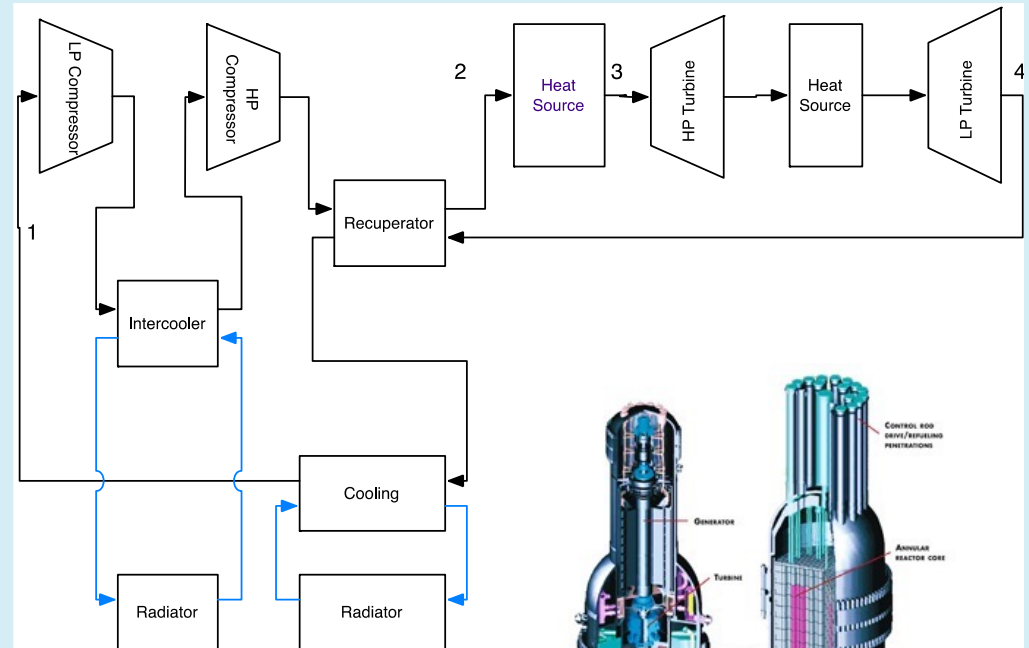 LP Compressor
HP
Compressor
2
Heat
Source
3
HP Turbine
Heat
Source
LP Turbine
4
1
Recuperator
Intercooler
Cooling
Radiator
Radiator
CONTROL ROD
DRIVE/REFUELING
PENETRATIONS
GENERATOR
ANNULAR
REACTOR CORE
TURBINE